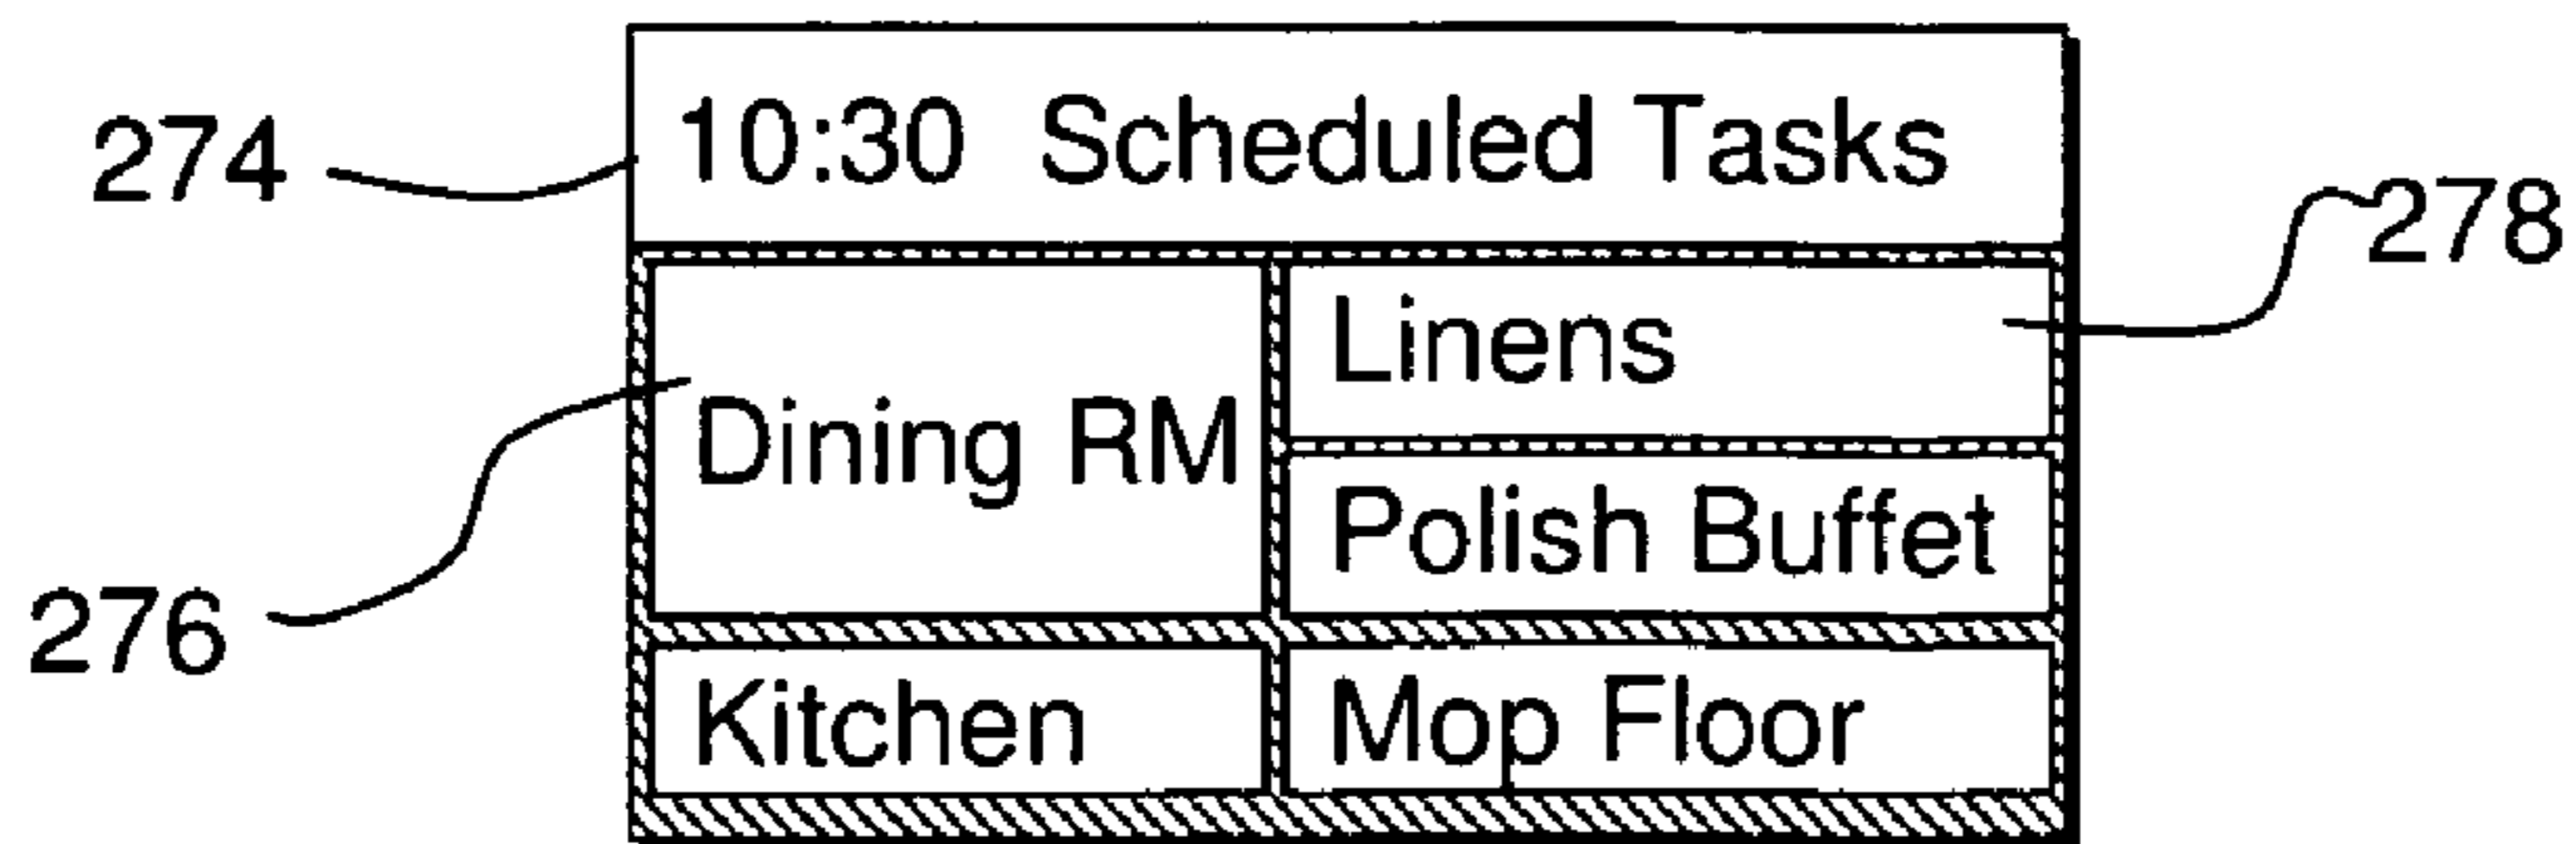 274
10:30 Scheduled Tasks
278
Linens
Dining RM
Polish Buffet
276
Kitchen
Mop Floor